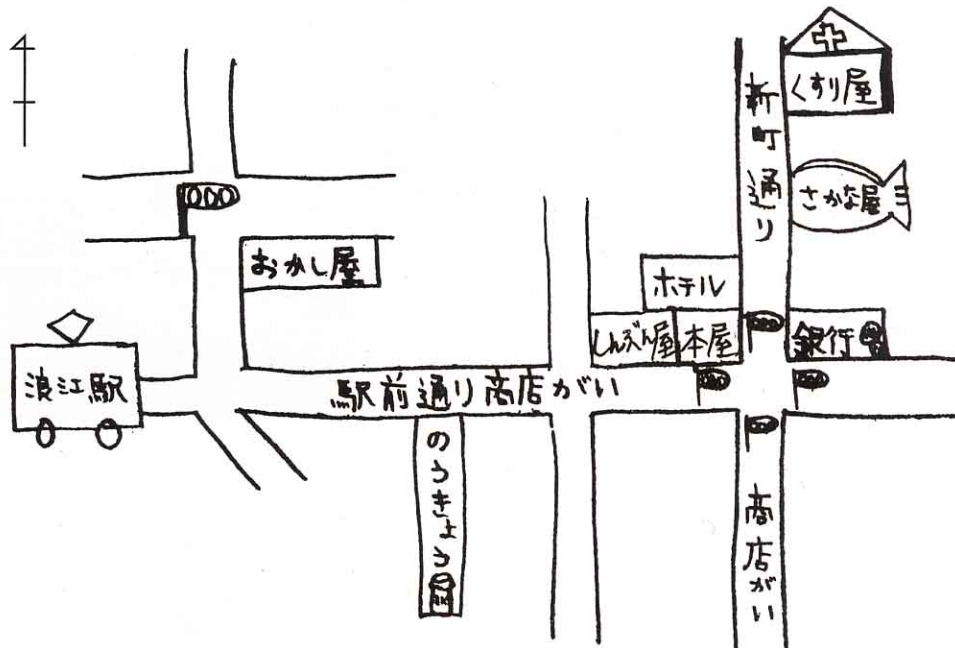 くすり屋
新町通り
さかな屋
おかし屋
ホテル
しんぶん屋
本屋
銀行
浪江駅
駅前通り商店がい
のうきょう前
商店がい